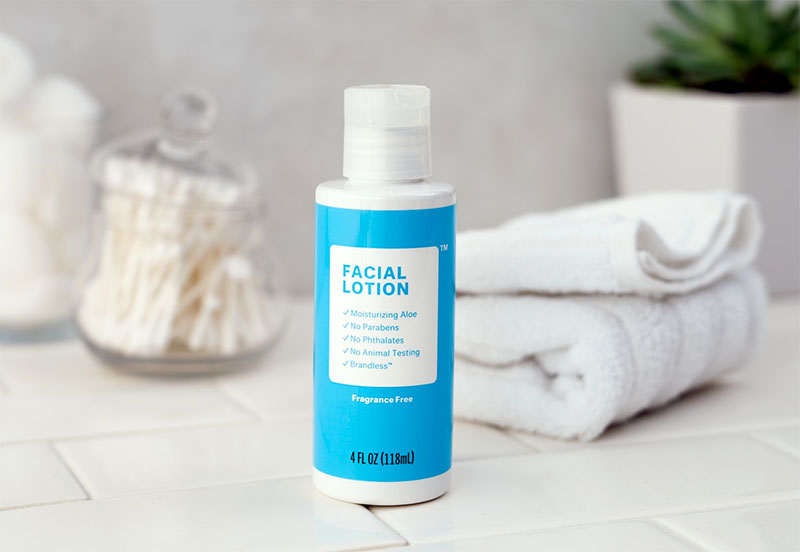 TM
FACIAL
LOTION
✓ Moisturizing Aloe
✓ No Parabens
✓ No Phthalates
✓ No Animal Testing
✓ Brandless™
Fragrance Free
4 FL OZ (118mL)